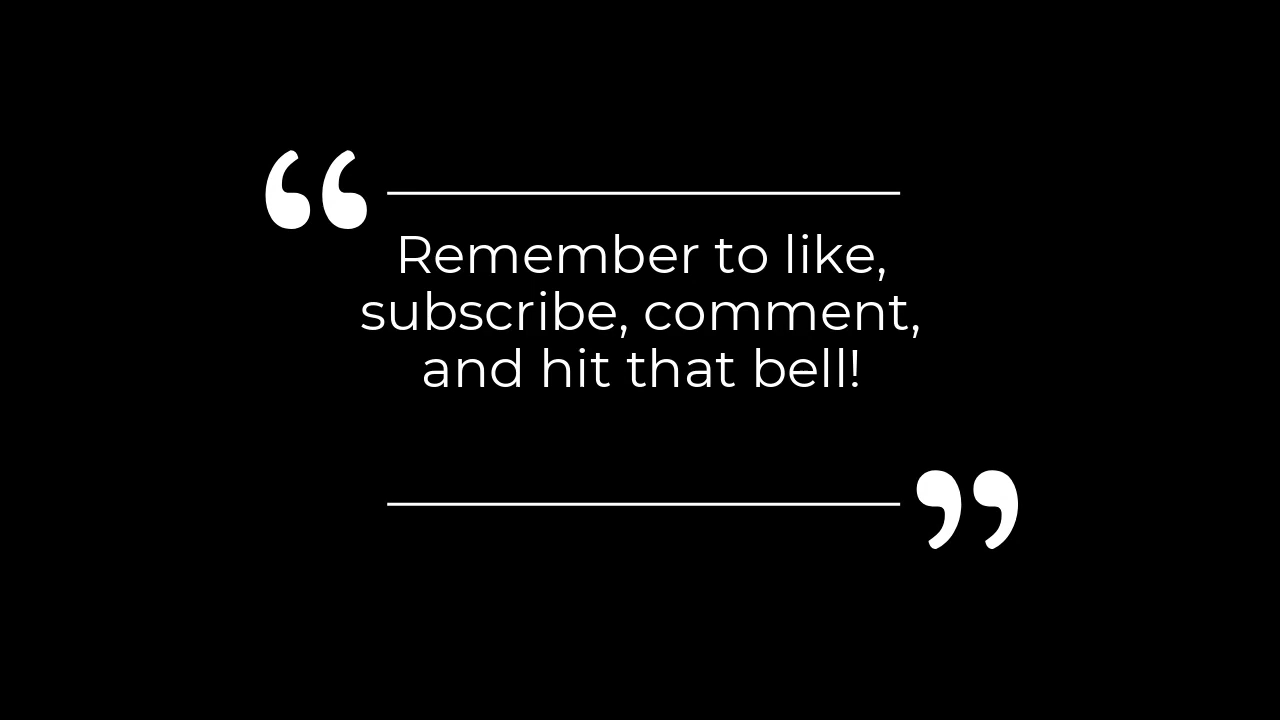 “
Remember to like,
subscribe, comment,
and hit that bell!
”